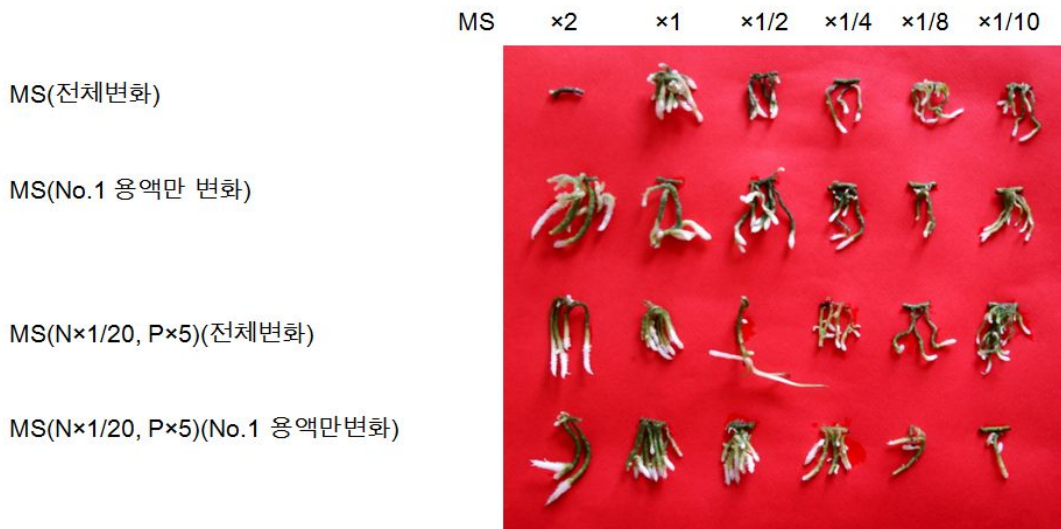 MS ×2 ×1 ×1/2 ×1/4 ×1/8 ×1/10
MS(전체변화)
MS(No.1 용액만 변화)
MS(N×1/20, P×5)(전체변화)
MS(N×1/20, P×5)(No.1 용액만변화)